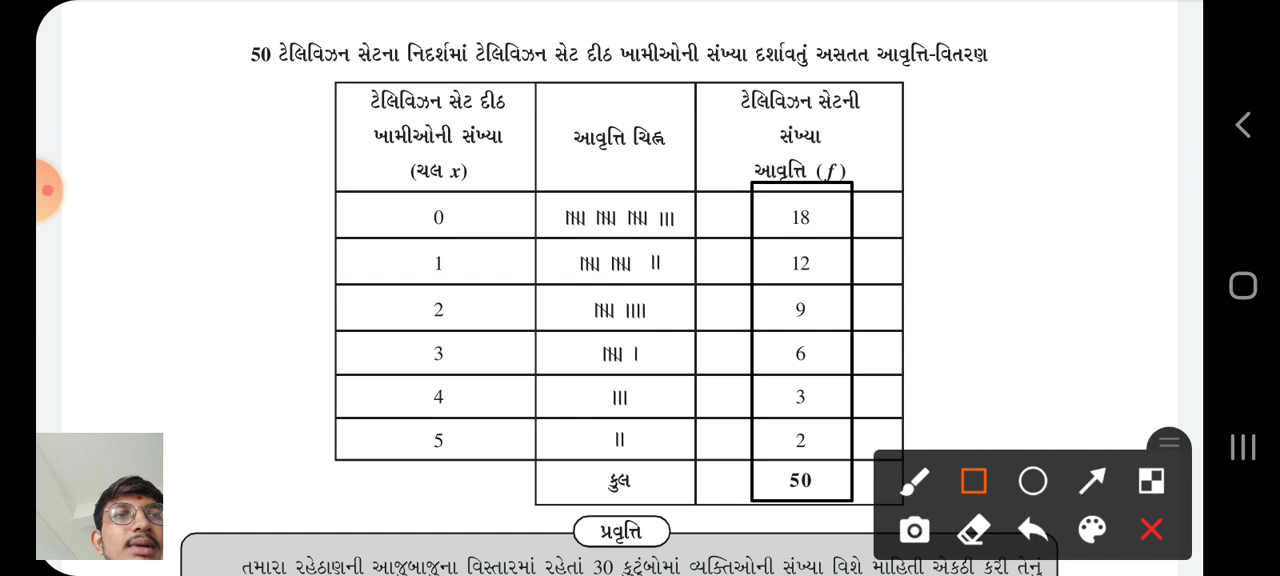 50 ટેલિવિઝન સેટના નિદર્શમાં ટેલિવિઝન સેટ દીઠ ખામીઓની સંખ્યા દર્શાવતું અસતત આવૃત્તિ-વિતરણ
ટેલિવિઝન સેટ દીઠ
ખામીઓની સંખ્યા
(ચલ x)
આવૃત્તિ ચિહ્ન
ટેલિવિઝન સેટની
સંખ્યા
આવૃત્તિ (f)
0 18
1 12
2 9
3 6
4 3
5 2
કુલ 50
પ્રવૃત્તિ
તમારા રહેઠાણની આજુબાજુના વિસ્તારમાં રહેતાં 30 કુટુંબોમાં વ્યક્તિઓની સંખ્યા વિશે માહિતી એકઠી કરી તેનું